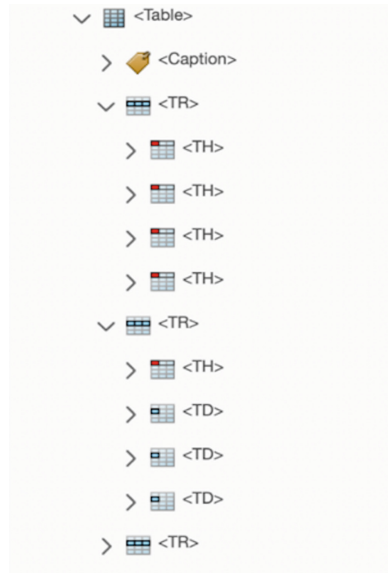 <Table>
<Caption>
<TR>
<TH>
<TH>
<TH>
<TH>
<TR>
<TH>
<TD>
<TD>
<TD>
<TR>